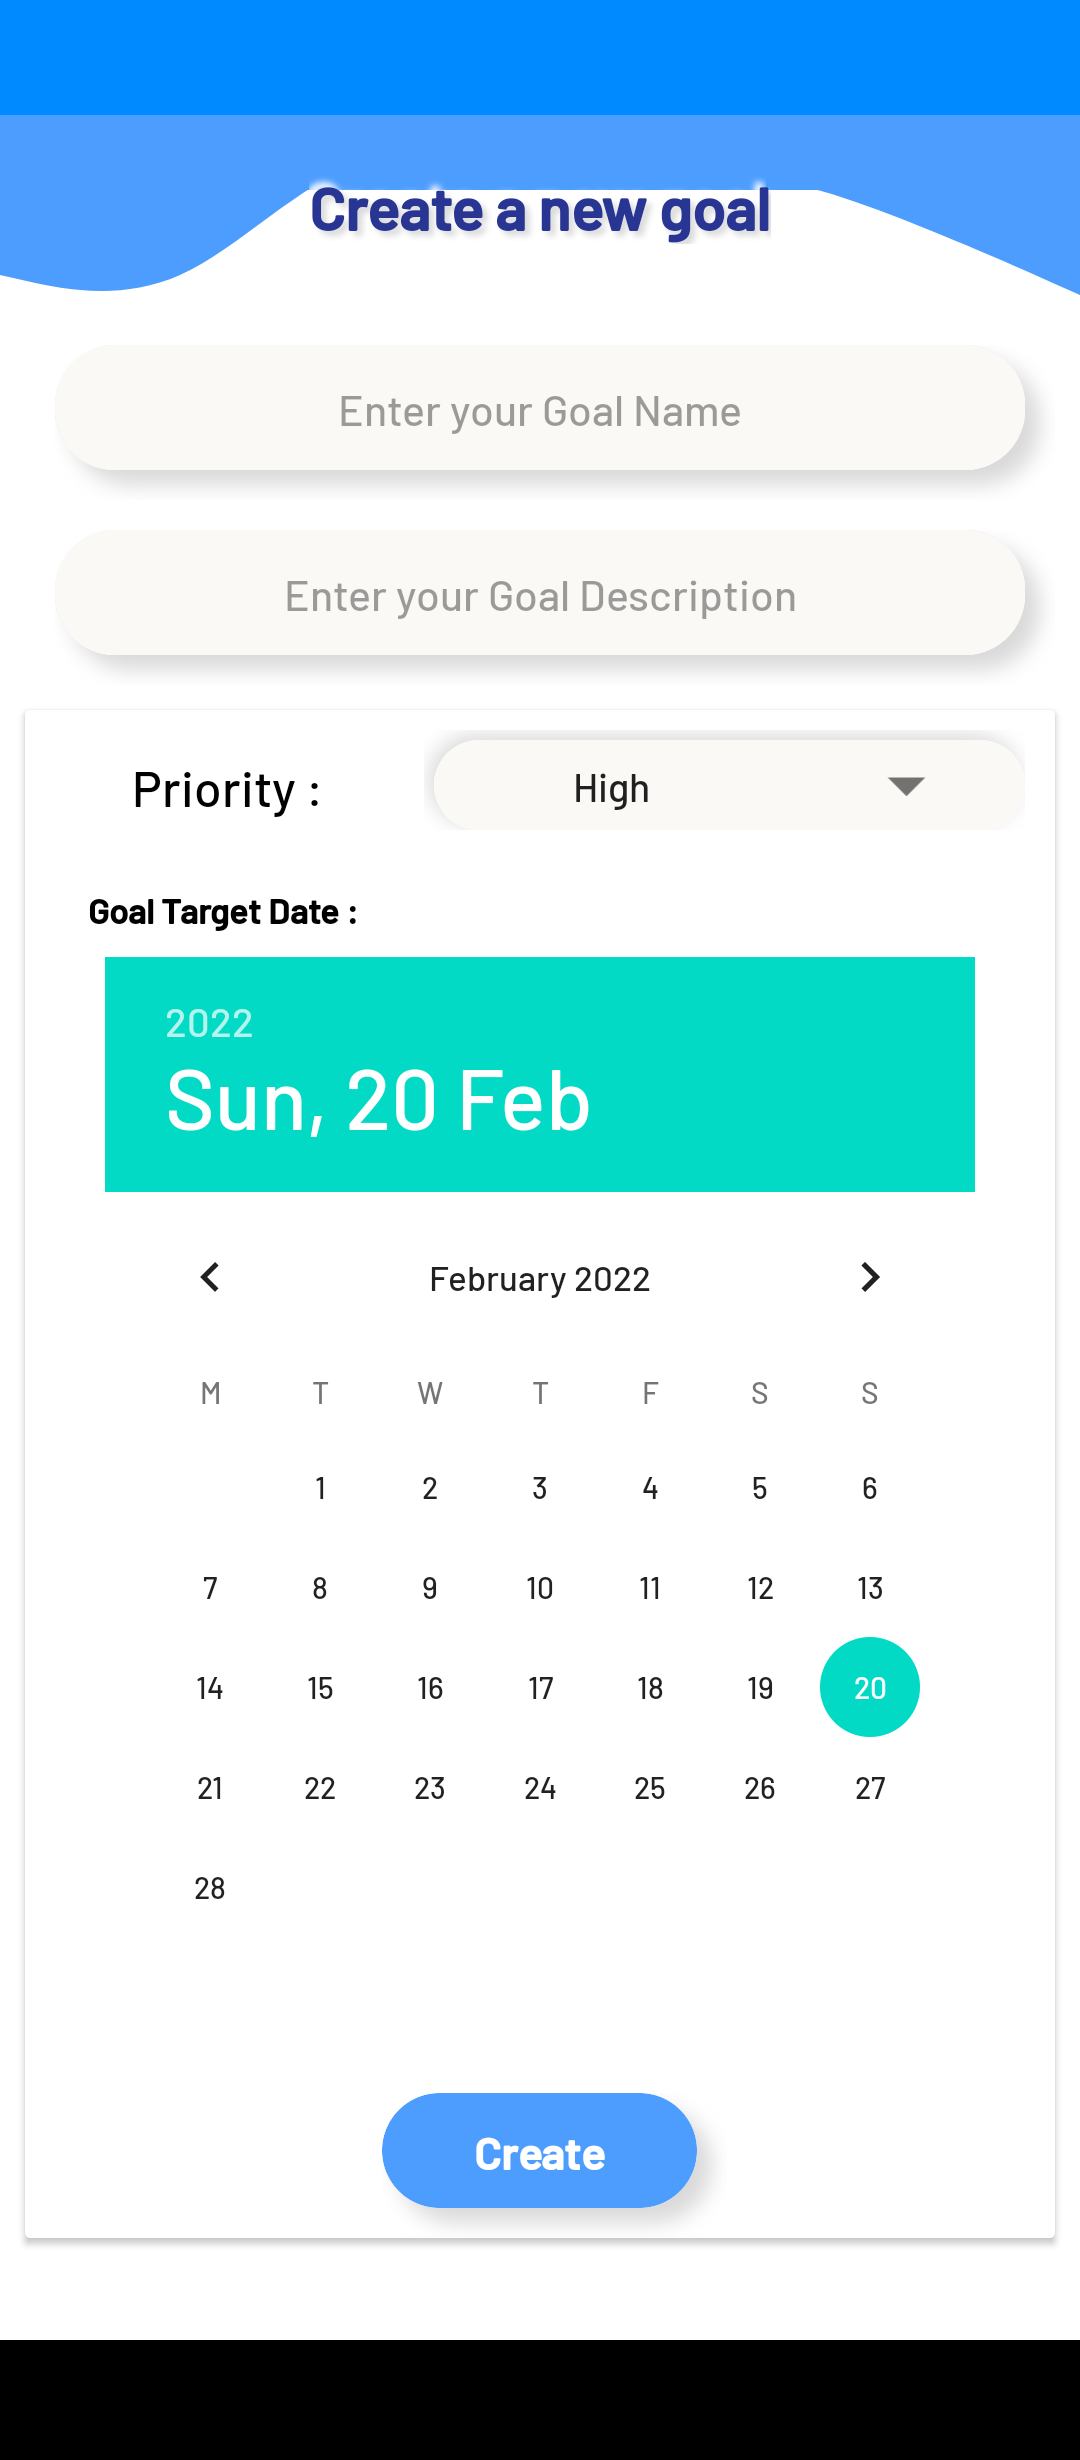 Create a new goal
Enter your Goal Name
Enter your Goal Description
Priority : High
Goal Target Date :
2022
Sun, 20 Feb
February 2022
M T W T F S S
1 2 3 4 5 6
7 8 9 10 11 12 13
14 15 16 17 18 19 20
21 22 23 24 25 26 27
28
Create